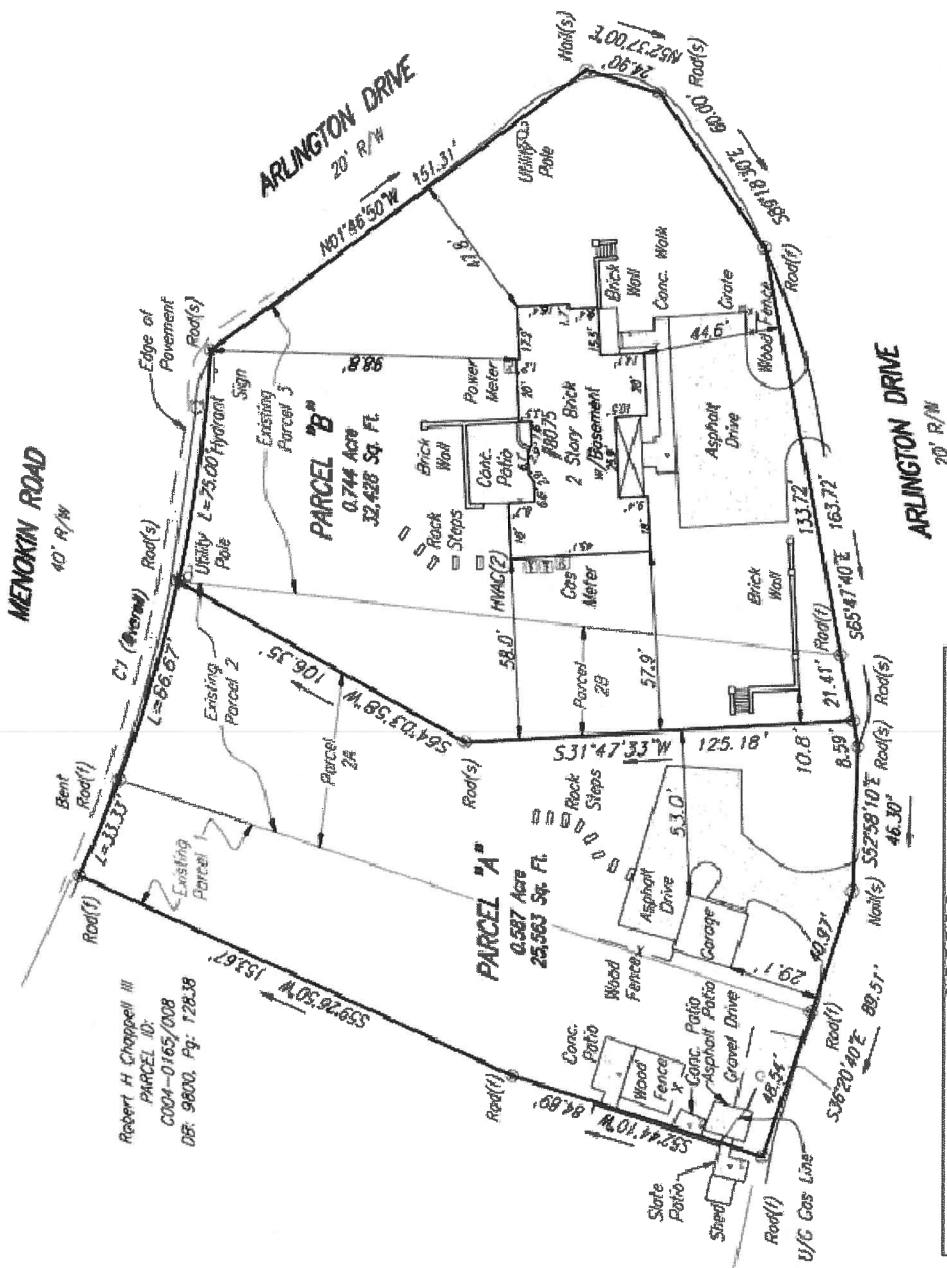 MENOKIN ROAD
40' R/W
ARLINGTON DRIVE
20' R/W
Edge of
Pavement
Rod(s)
N01°46'50"W 151.31'
Nail(s)
N52°37'00"E
24.90'
Rod(s)
S89°18'30"E 60.00'
Rod(f)
Utility
Pole
47.8'
Bent
Rod(f)
C1 (Overall)
L=66.67'
Rod(s)
Utility
Pole
L=75.00'
Hydrant
Sign
Existing
Parcel 3
98.8'
PARCEL "B"
0.744 Acre
32,428 Sq. Ft.
L=33.33'
Rod(f)
Existing
Parcel 1
Existing
Parcel 2
Parcel
2A
106.35'
S64°03'58"W
Rod(s)
Robert H Chappell III
PARCEL ID:
C004-0165/008
DB: 9800, Pg: 1283B
S59°26'50"W 153.67'
Rod(f)
Brick
Wall
Conc.
Patio
Power
Meter
Rock
Steps
HVAC(2)
Gas
Meter
2 Story Brick
w/Basement
#8075
Brick
Wall
Conc. Walk
Grate
44.6'
Wood Fence
Asphalt
Drive
58.0'
57.9'
Parcel
2B
Brick
Wall
133.72'
163.72'
S65°47'40"E
Rod(f)
21.41'
Rod(s)
8.59'
Rod(s)
10.8'
S31°47'33"W 125.18'
ARLINGTON DRIVE
20' R/W
PARCEL "A"
0.587 Acre
25,563 Sq. Ft.
Rock
Steps
53.0'
Asphalt
Drive
Garage
Wood
Fence
29.1'
S52°58'10"E
46.30'
Nail(s)
40.97'
Rod(f)
S36°20'40"E 89.51'
48.54'
Conc.
Patio
Wood
Fence
Conc. Patio
Asphalt Patio
Gravel Drive
S52°44'10"W 84.89'
Slate
Patio
Shed
Rod(f)
U/G Gas Line